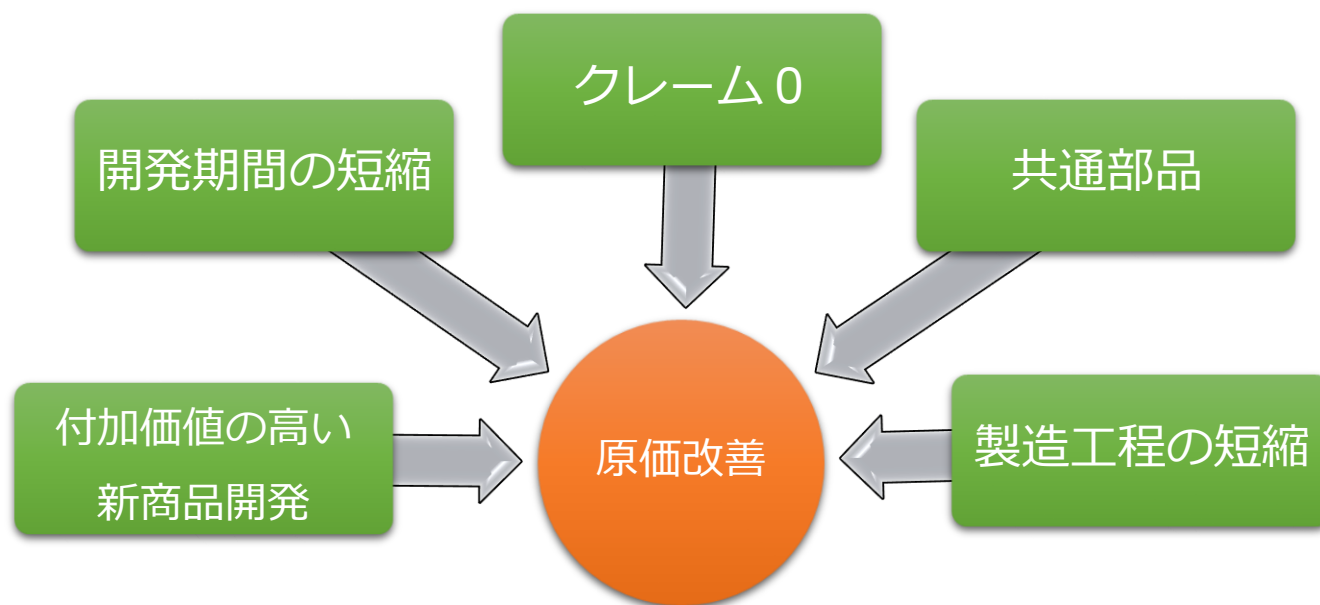 クレーム０
開発期間の短縮
共通部品
付加価値の高い
新商品開発
原価改善
製造工程の短縮